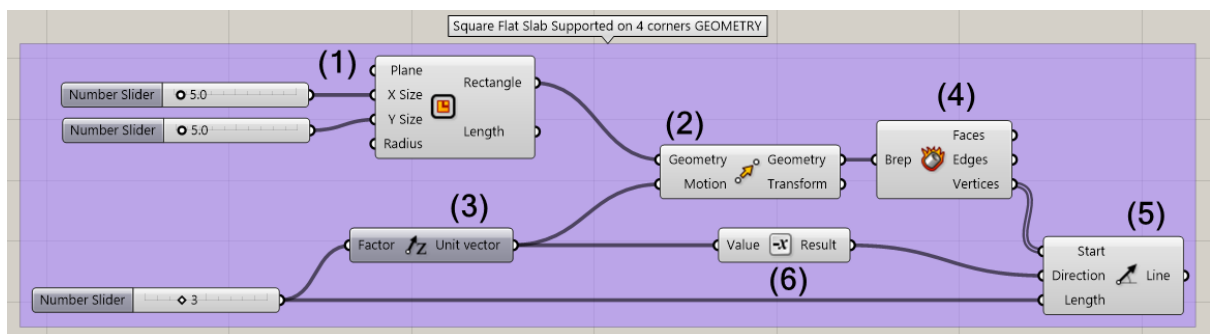 Square Flat Slab Supported on 4 corners GEOMETRY
(1)
Number Slider 5.0
Number Slider 5.0
Plane
X Size
Y Size
Radius
Rectangle
Length
(2)
Geometry
Motion
Geometry
Transform
(4)
Brep
Faces
Edges
Vertices
(3)
Factor Z Unit vector
Value -x Result
(6)
(5)
Start
Direction
Length
Line
Number Slider 3